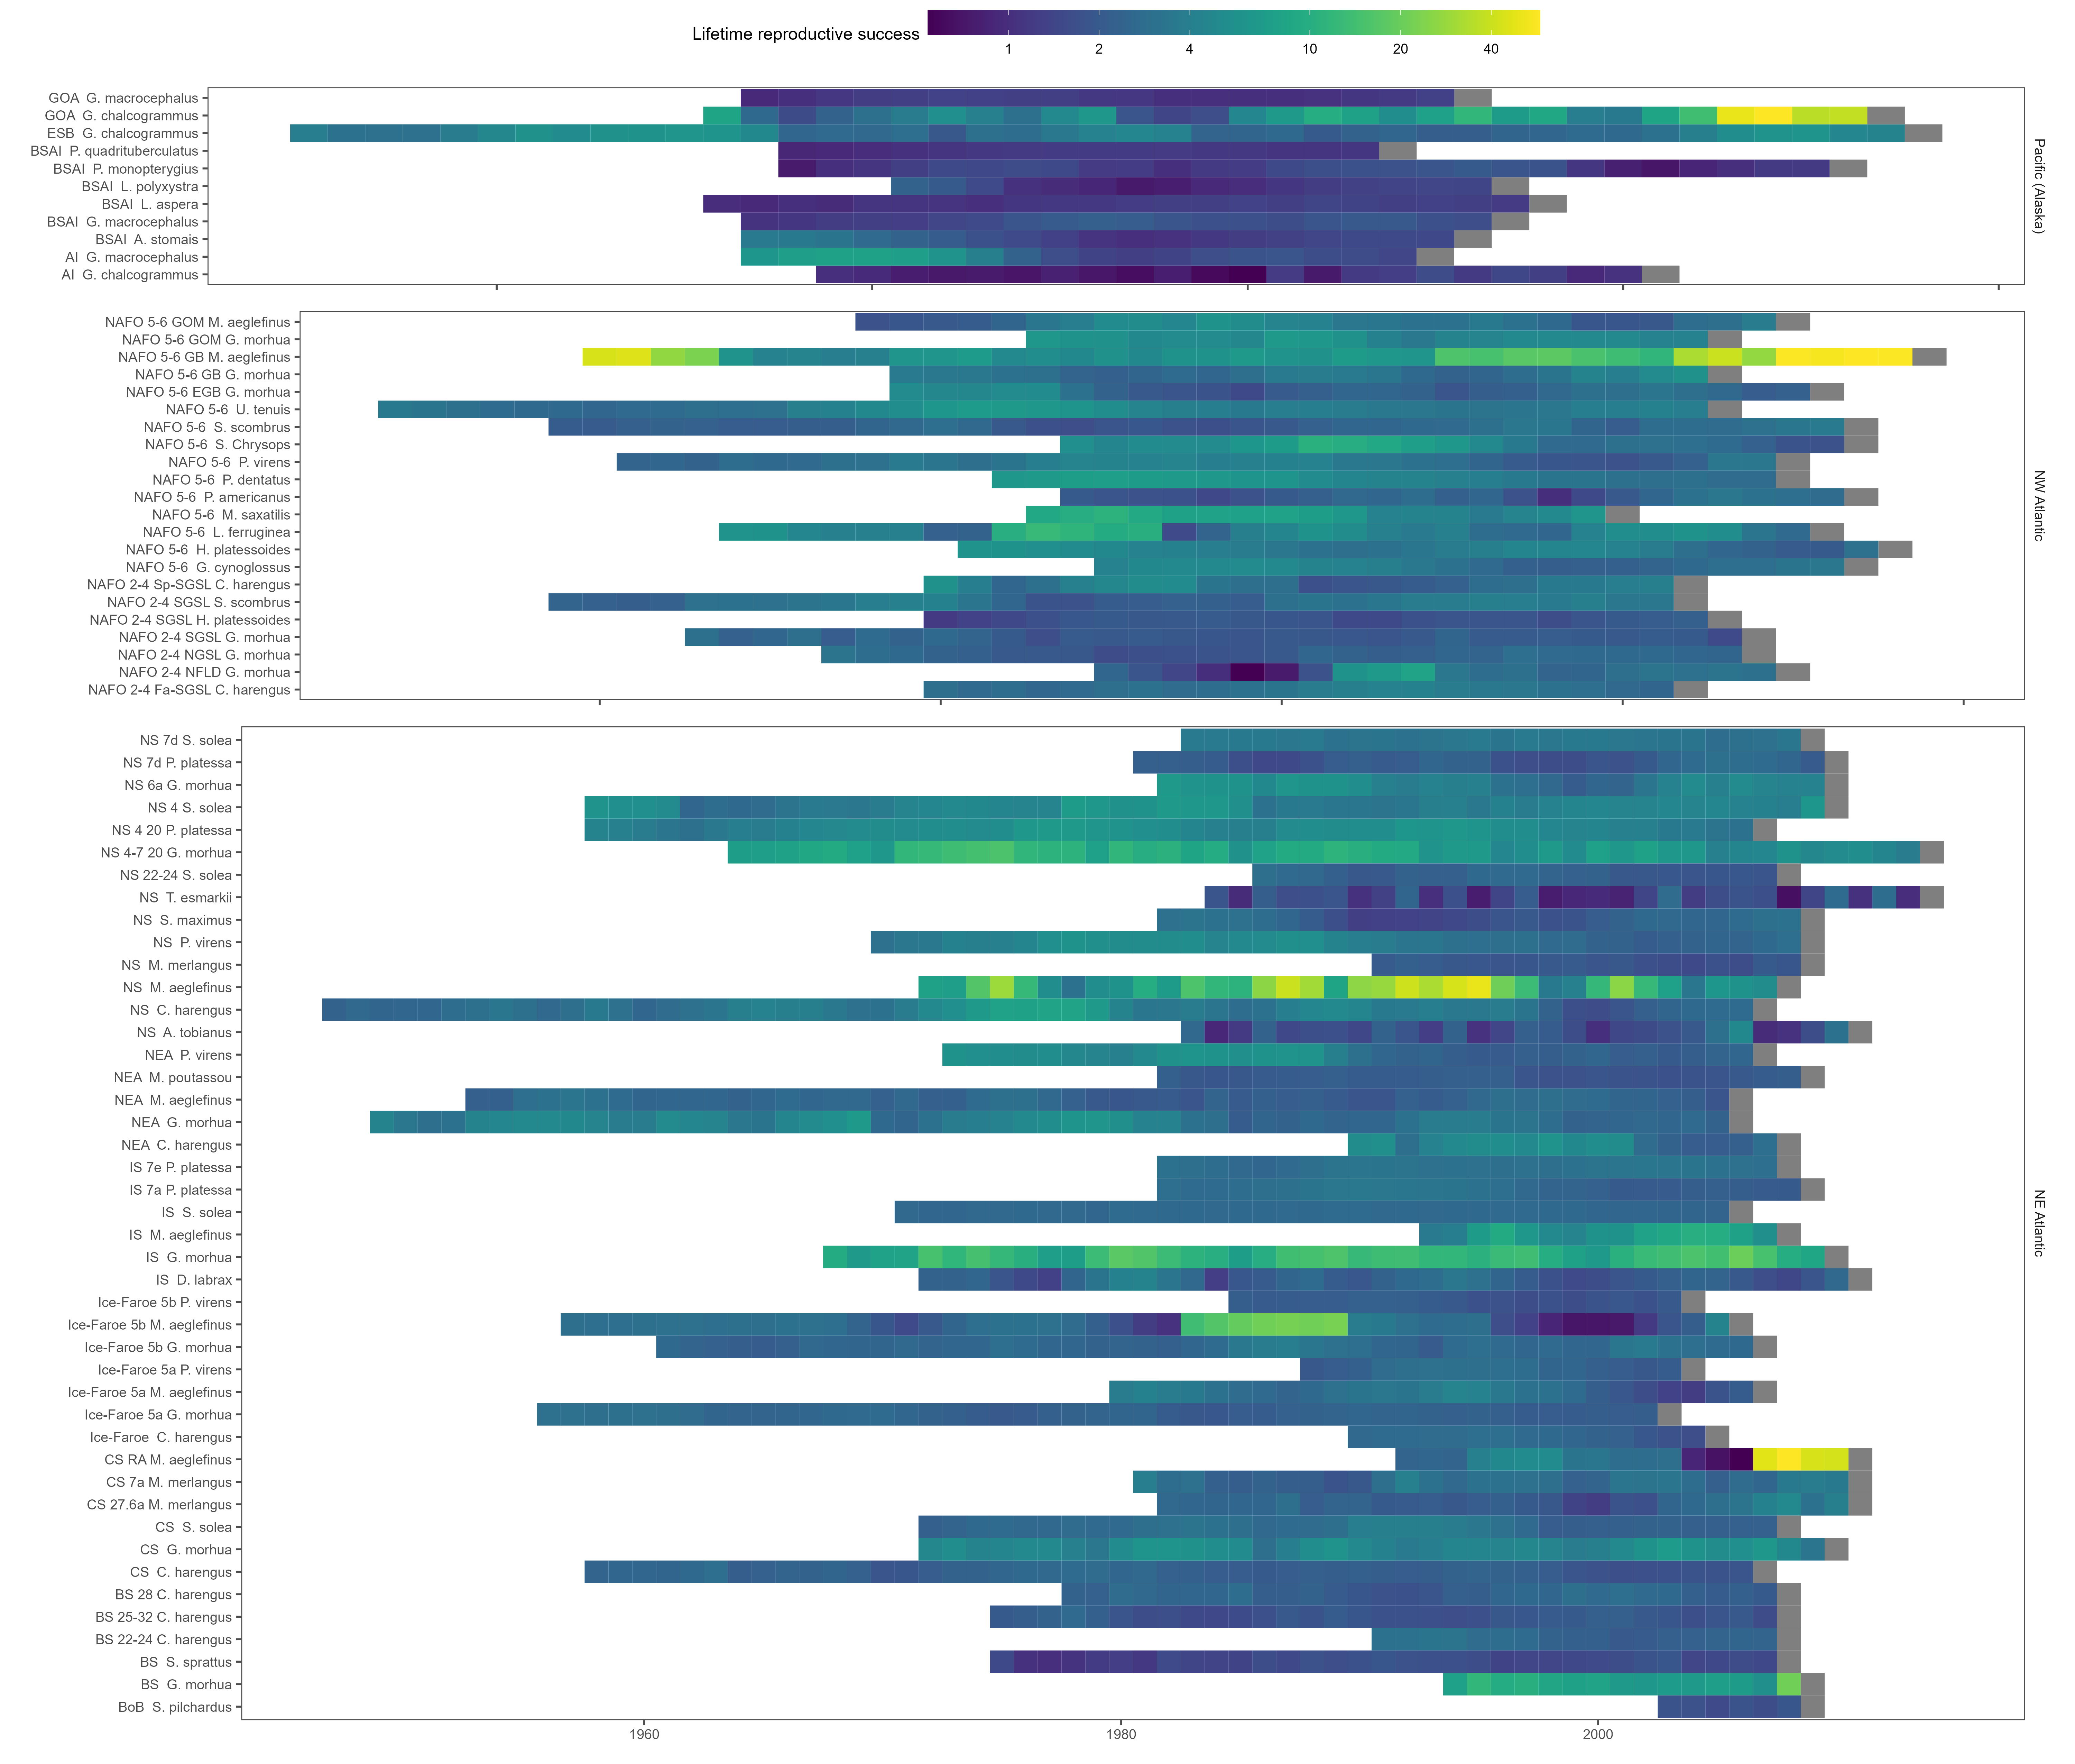 Lifetime reproductive success
1 2 4 10 20 40
GOA G. macrocephalus
GOA G. chalcogrammus
ESB G. chalcogrammus
BSAI P. quadrituberculatus
BSAI P. monopterygius
BSAI L. polyxystra
BSAI L. aspera
BSAI G. macrocephalus
BSAI A. stomais
AI G. macrocephalus
AI G. chalcogrammus
Pacific (Alaska)
NAFO 5-6 GOM M. aeglefinus
NAFO 5-6 GOM G. morhua
NAFO 5-6 GB M. aeglefinus
NAFO 5-6 GB G. morhua
NAFO 5-6 EGB G. morhua
NAFO 5-6 U. tenuis
NAFO 5-6 S. scombrus
NAFO 5-6 S. Chrysops
NAFO 5-6 P. virens
NAFO 5-6 P. dentatus
NAFO 5-6 P. americanus
NAFO 5-6 M. saxatilis
NAFO 5-6 L. ferruginea
NAFO 5-6 H. platessoides
NAFO 5-6 G. cynoglossus
NAFO 2-4 Sp-SGSL C. harengus
NAFO 2-4 SGSL S. scombrus
NAFO 2-4 SGSL H. platessoides
NAFO 2-4 SGSL G. morhua
NAFO 2-4 NGSL G. morhua
NAFO 2-4 NFLD G. morhua
NAFO 2-4 Fa-SGSL C. harengus
NW Atlantic
NS 7d S. solea
NS 7d P. platessa
NS 6a G. morhua
NS 4 S. solea
NS 4 20 P. platessa
NS 4-7 20 G. morhua
NS 22-24 S. solea
NS T. esmarkii
NS S. maximus
NS P. virens
NS M. merlangus
NS M. aeglefinus
NS C. harengus
NS A. tobianus
NEA P. virens
NEA M. poutassou
NEA M. aeglefinus
NEA G. morhua
NEA C. harengus
IS 7e P. platessa
IS 7a P. platessa
IS S. solea
IS M. aeglefinus
IS G. morhua
IS D. labrax
Ice-Faroe 5b P. virens
Ice-Faroe 5b M. aeglefinus
Ice-Faroe 5b G. morhua
Ice-Faroe 5a P. virens
Ice-Faroe 5a M. aeglefinus
Ice-Faroe 5a G. morhua
Ice-Faroe C. harengus
CS RA M. aeglefinus
CS 7a M. merlangus
CS 27.6a M. merlangus
CS S. solea
CS G. morhua
CS C. harengus
BS 28 C. harengus
BS 25-32 C. harengus
BS 22-24 C. harengus
BS S. sprattus
BS G. morhua
BoB S. pilchardus
NE Atlantic
1960 1980 2000